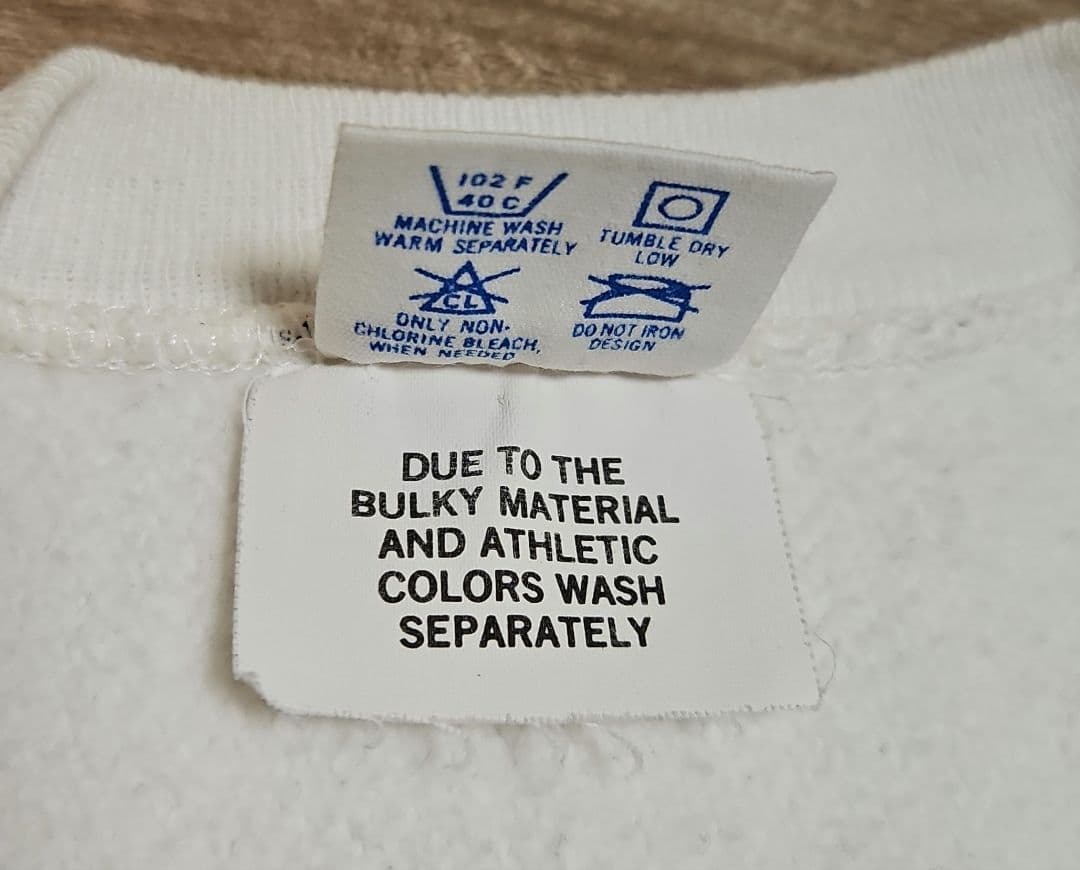 102 F
40 C
MACHINE WASH
WARM SEPARATELY
TUMBLE DRY
LOW
CL
ONLY NON-
CHLORINE BLEACH,
WHEN NEEDED
DO NOT IRON
DESIGN
DUE TO THE
BULKY MATERIAL
AND ATHLETIC
COLORS WASH
SEPARATELY